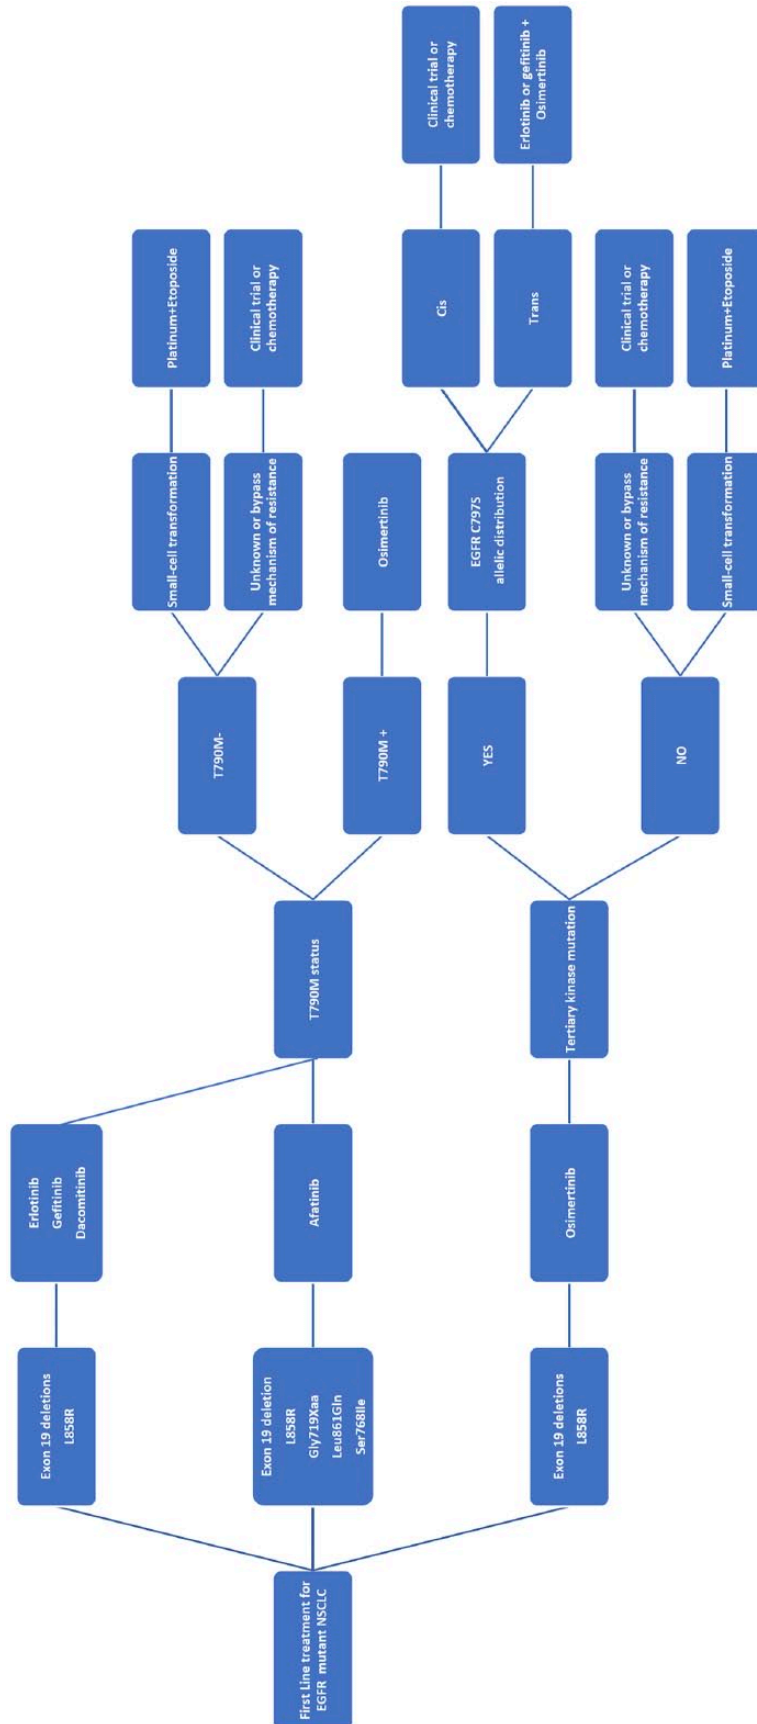 First Line treatment for
EGFR mutant NSCLC
Exon 19 deletions
L858R
Erlotinib
Gefitinib
Dacomitinib
Exon 19 deletion
L858R
Gly719Xaa
Leu861Gln
Ser768Ile
Afatinib
T790M status
T790M-
Small-cell transformation
Platinum+Etoposide
Unknown or bypass
mechanism of resistance
Clinical trial or
chemotherapy
T790M +
Osimertinib
Exon 19 deletions
L858R
Osimertinib
Tertiary kinase mutation
YES
EGFR C797S
allelic distribution
Cis
Clinical trial or
chemotherapy
Trans
Erlotinib or gefitinib +
Osimertinib
NO
Unknown or bypass
mechanism of resistance
Clinical trial or
chemotherapy
Small-cell transformation
Platinum+Etoposide